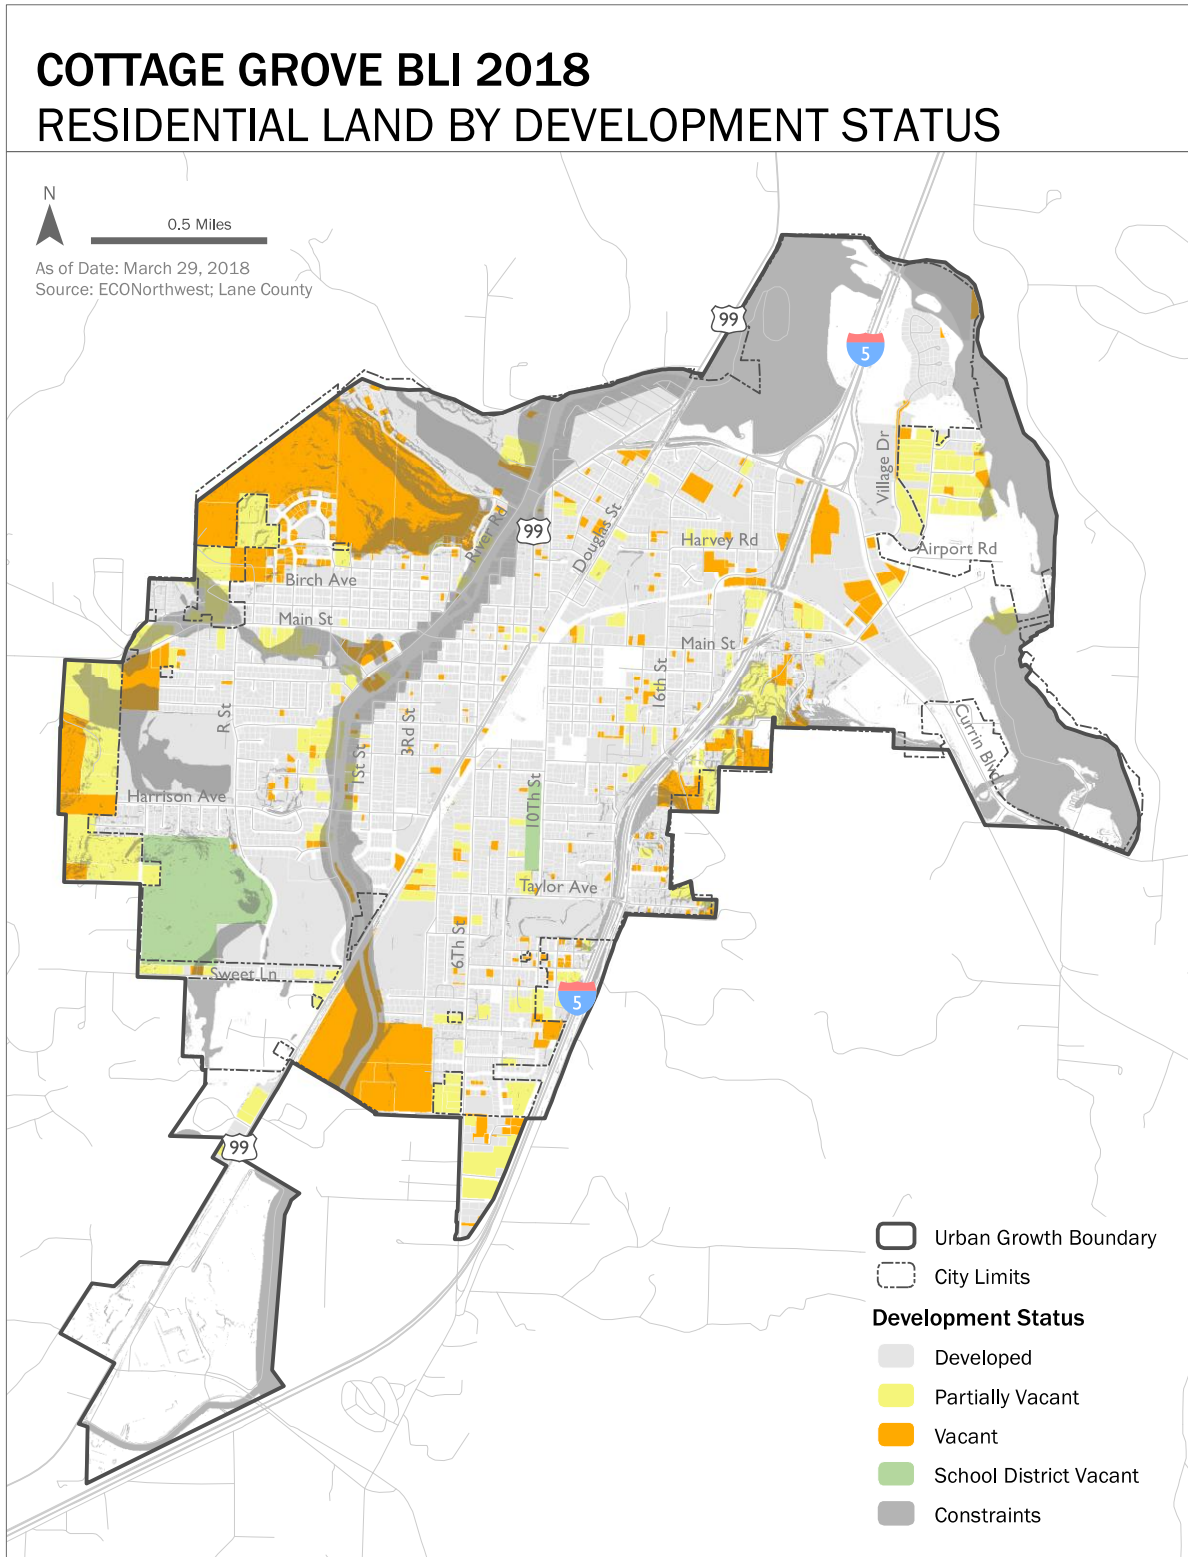 COTTAGE GROVE BLI 2018
RESIDENTIAL LAND BY DEVELOPMENT STATUS
N
0.5 Miles
As of Date: March 29, 2018
Source: ECONorthwest; Lane County
99
5
Village Dr
River Rd
99
Douglas St
Harvey Rd
Airport Rd
Birch Ave
Main St
Main St
16th St
R St
1St St
3Rd St
Currin Blvd
Harrison Ave
10Th St
Taylor Ave
6Th St
Sweet Ln
5
99
Urban Growth Boundary
City Limits
Development Status
Developed
Partially Vacant
Vacant
School District Vacant
Constraints